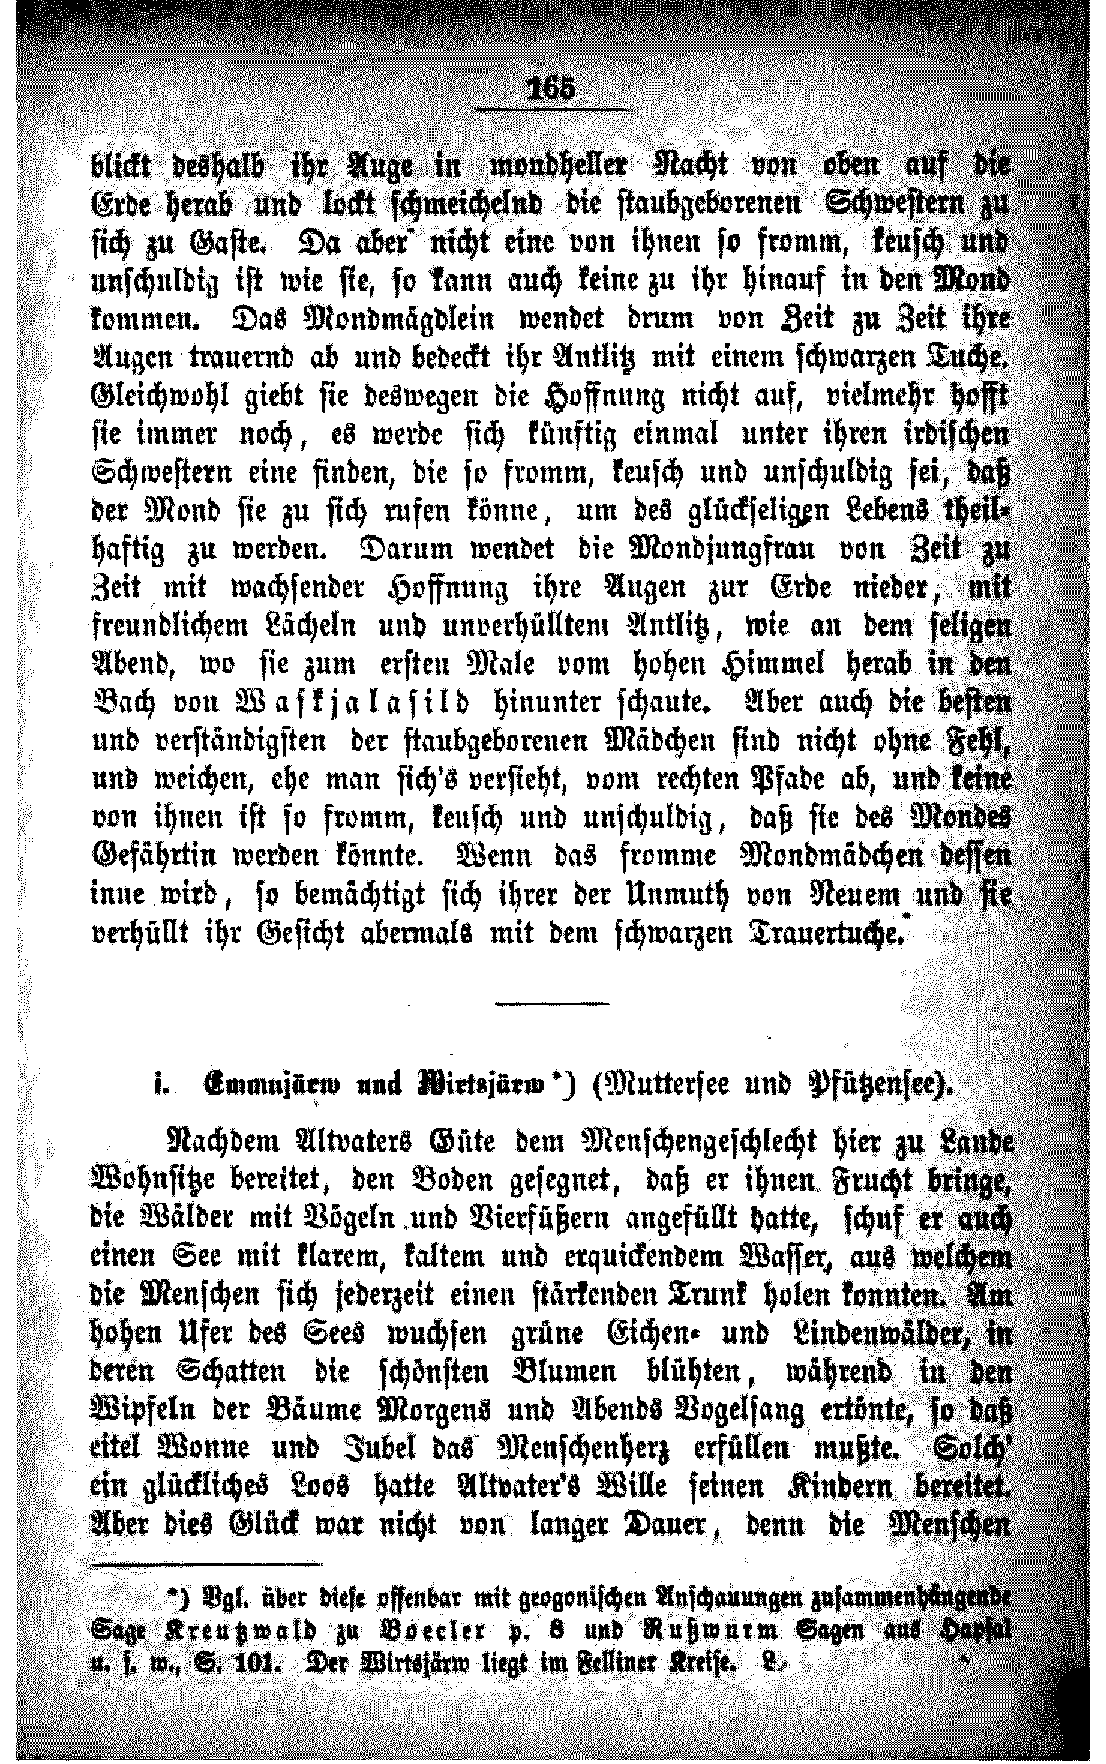 165
blickt deshalb ihr Auge in mondheller Nacht von oben auf die
Erde herab und lockt schmeichelnd die staubgeborenen Schwestern zu
sich zu Gaste. Da aber nicht eine von ihnen so fromm, keusch und
unschuldig ist wie sie, so kann auch keine zu ihr hinauf in den Mond
kommen. Das Mondmägdlein wendet drum von Zeit zu Zeit ihre
Augen trauernd ab und bedeckt ihr Antlitz mit einem schwarzen Tuche.
Gleichwohl giebt sie deswegen die Hoffnung nicht auf, vielmehr hofft
sie immer noch, es werde sich künftig einmal unter ihren irdischen
Schwestern eine finden, die so fromm, keusch und unschuldig sei, daß
der Mond sie zu sich rufen könne, um des glückseligen Lebens theil-
haftig zu werden. Darum wendet die Mondjungfrau von Zeit zu
Zeit mit wachsender Hoffnung ihre Augen zur Erde nieder, mit
freundlichem Lächeln und unverhülltem Antlitz, wie an dem seligen
Abend, wo sie zum ersten Male vom hohen Himmel herab in den
Bach von Waskjalasild hinunter schaute. Aber auch die besten
und verständigsten der staubgeborenen Mädchen sind nicht ohne Fehl,
und weichen, ehe man sich's versieht, vom rechten Pfade ab, und keine
von ihnen ist so fromm, keusch und unschuldig, daß sie des Mondes
Gefährtin werden könnte. Wenn das fromme Mondmädchen dessen
inne wird, so bemächtigt sich ihrer der Unmuth von Neuem und sie
verhüllt ihr Gesicht abermals mit dem schwarzen Trauertuche.
i. Emmujärw und Wirtsjärw*) (Muttersee und Pfützensee).
Nachdem Altvaters Güte dem Menschengeschlecht hier zu Lande
Wohnsitze bereitet, den Boden gesegnet, daß er ihnen Frucht bringe,
die Wälder mit Vögeln und Vierfüßern angefüllt hatte, schuf er auch
einen See mit klarem, kaltem und erquickendem Wasser, aus welchem
die Menschen sich jederzeit einen stärkenden Trunk holen konnten. Am
hohen Ufer des Sees wuchsen grüne Eichen- und Lindenwälder, in
deren Schatten die schönsten Blumen blühten, während in den
Wipfeln der Bäume Morgens und Abends Vogelsang ertönte, so daß
eitel Wonne und Jubel das Menschenherz erfüllen mußte. Solch'
ein glückliches Loos hatte Altvater's Wille seinen Kindern bereitet.
Aber dies Glück war nicht von langer Dauer, denn die Menschen
*) Vgl. über diese offenbar mit geogonischen Anschauungen zusammenhängende
Sage Kreutzwald zu Boecler p. 8 und Rußwurm Sagen aus Hapsal
u. s. w., S. 101. Der Wirtsjärw liegt im Felliner Kreise. L.